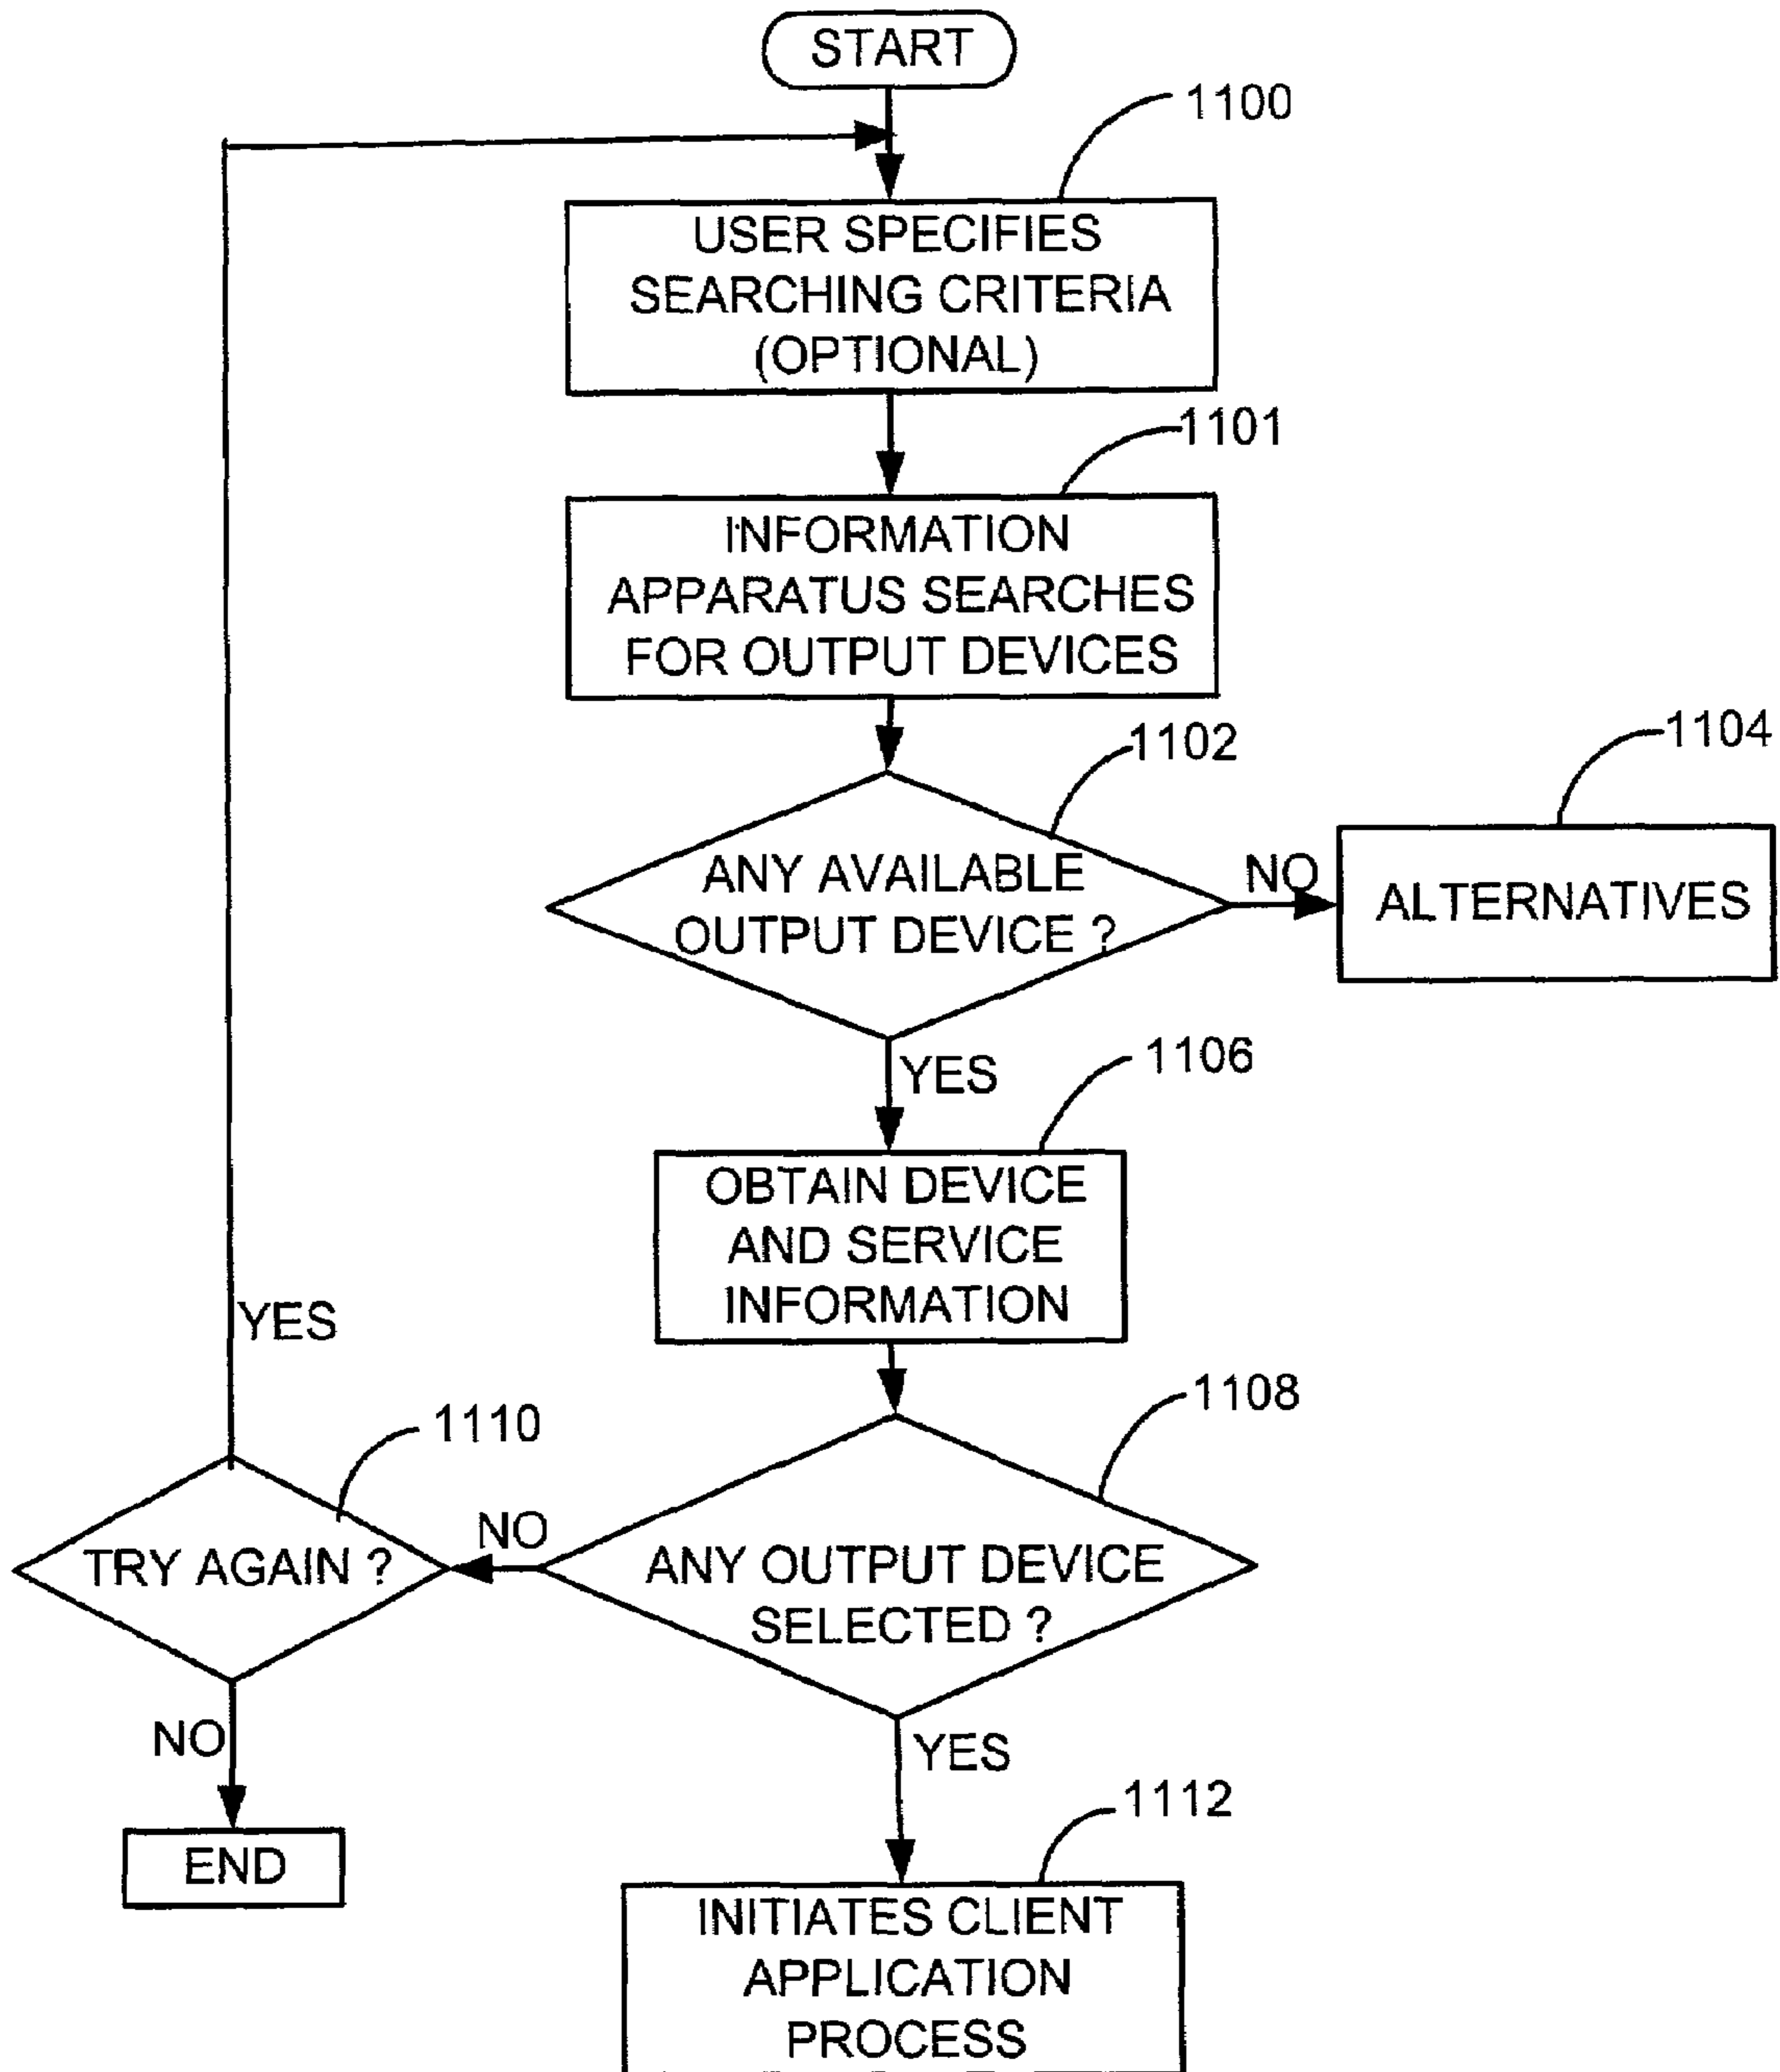 START
1100
USER SPECIFIES
SEARCHING CRITERIA
(OPTIONAL)
1101
INFORMATION
APPARATUS SEARCHES
FOR OUTPUT DEVICES
1102
1104
ANY AVAILABLE
OUTPUT DEVICE ?
NO
ALTERNATIVES
YES
1106
OBTAIN DEVICE
AND SERVICE
INFORMATION
YES
1108
1110
NO
TRY AGAIN ?
ANY OUTPUT DEVICE
SELECTED ?
NO
YES
END
1112
INITIATES CLIENT
APPLICATION
PROCESS